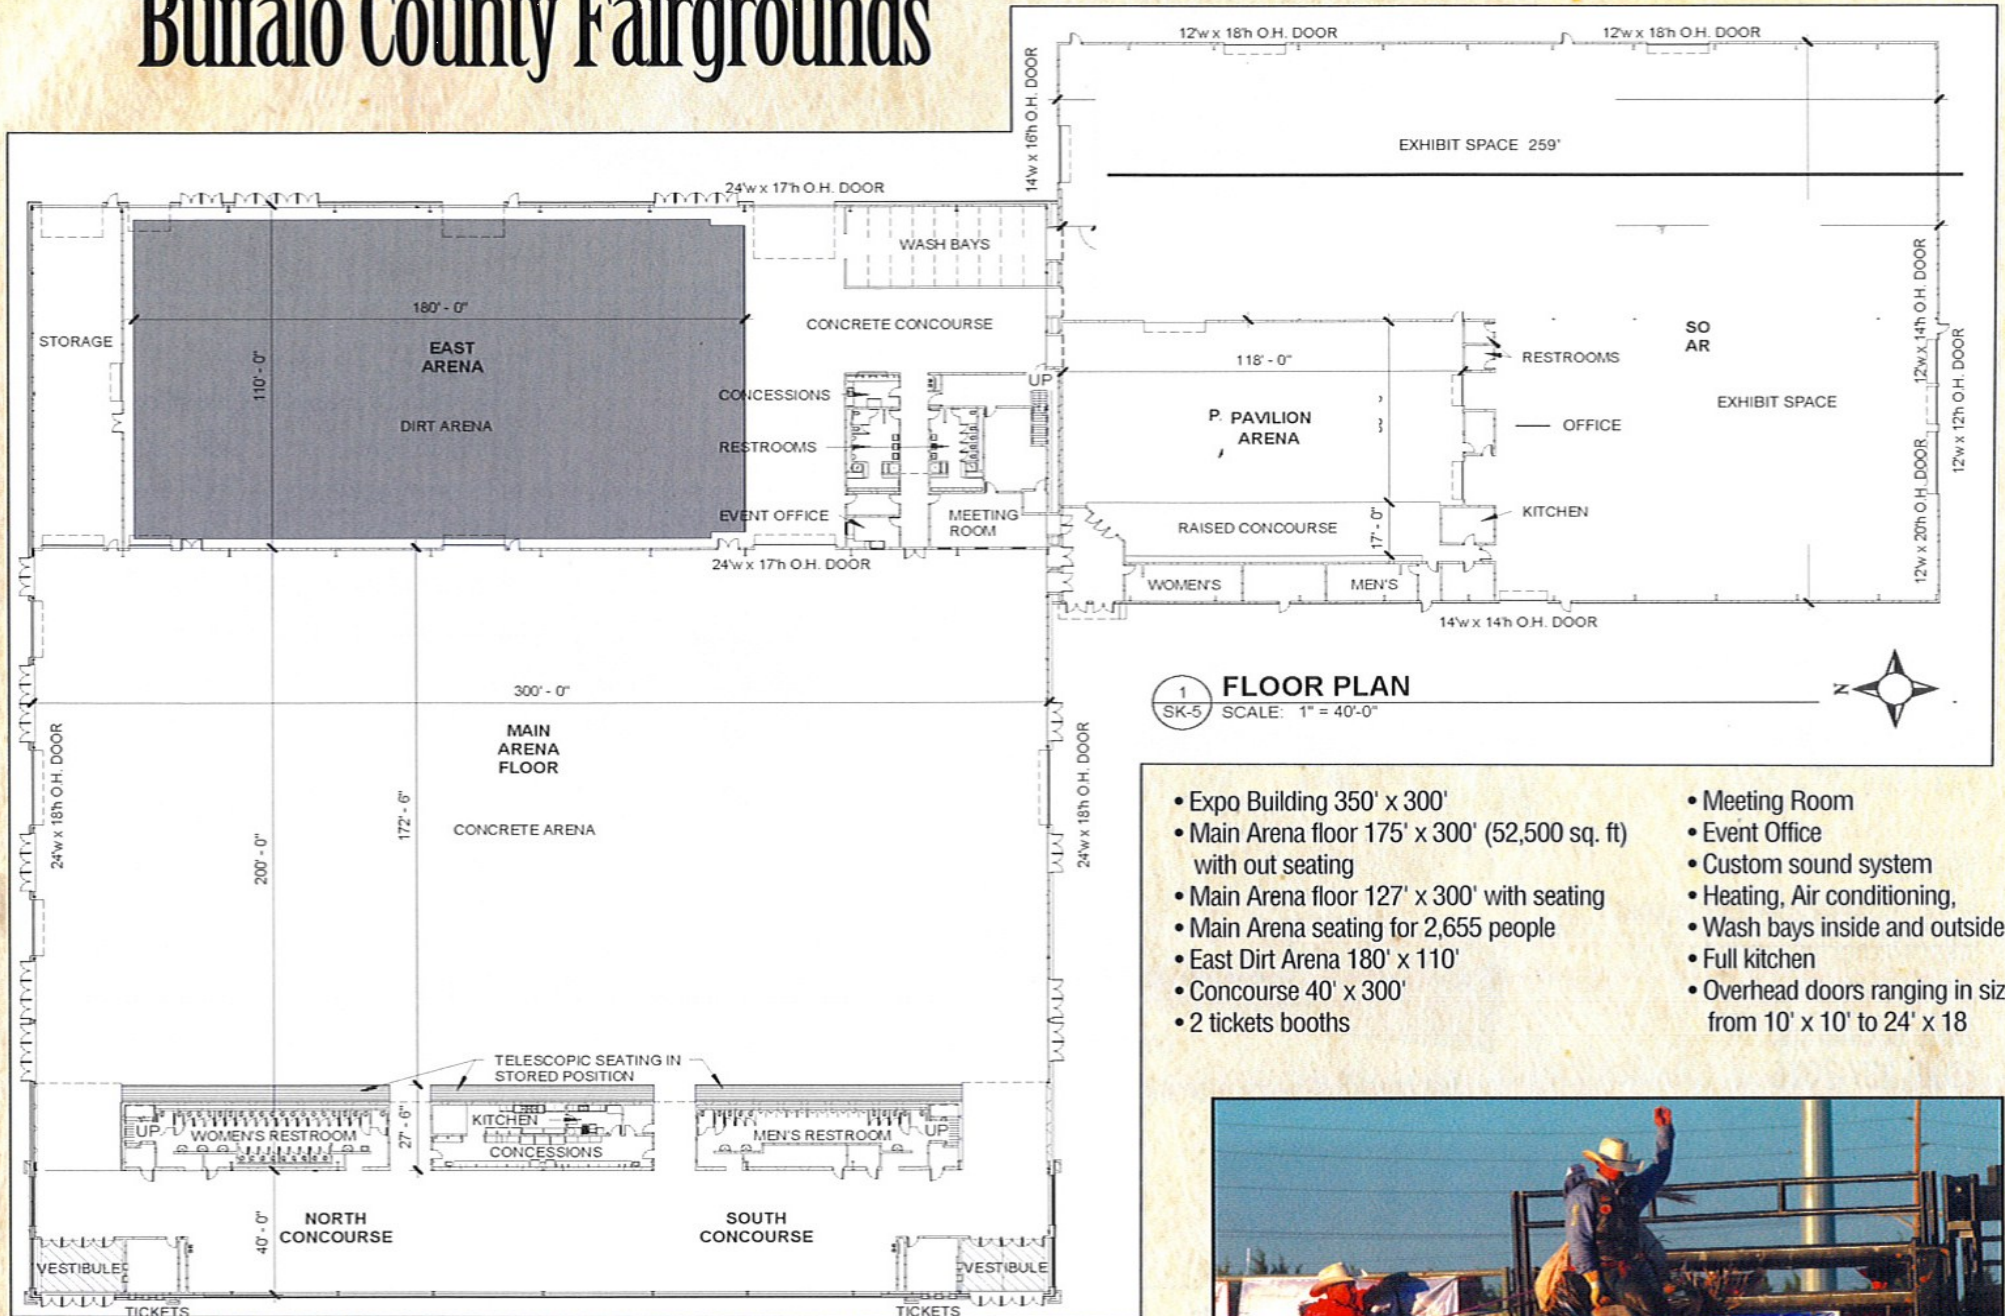 Buffalo County Fairgrounds
12'w x 18'h O.H. DOOR
12'w x 18'h O.H. DOOR
14'w x 16'h O.H. DOOR
EXHIBIT SPACE 259'
24'w x 17'h O.H. DOOR
WASH BAYS
180' - 0"
CONCRETE CONCOURSE
STORAGE
EAST
ARENA
110' - 0"
DIRT ARENA
CONCESSIONS
UP
RESTROOMS
EVENT OFFICE
MEETING
ROOM
24'w x 17'h O.H. DOOR
118' - 0"
RESTROOMS
SO
AR
12'w x 14'h O.H. DOOR
12'w x 12'h O.H. DOOR
P. PAVILION
ARENA
OFFICE
EXHIBIT SPACE
KITCHEN
RAISED CONCOURSE
17' - 0"
12'w x 20'h O.H. DOOR
WOMEN'S
MEN'S
14'w x 14'h O.H. DOOR
300' - 0"
MAIN
ARENA
FLOOR
24'w x 18'h O.H. DOOR
24'w x 18'h O.H. DOOR
172' - 6"
CONCRETE ARENA
200' - 0"
1
SK-5
FLOOR PLAN
SCALE: 1" = 40'-0"
N
TELESCOPIC SEATING IN
STORED POSITION
UP
WOMEN'S RESTROOM
27' - 6"
KITCHEN
CONCESSIONS
MEN'S RESTROOM
UP
NORTH
CONCOURSE
40' - 0"
SOUTH
CONCOURSE
VESTIBULE
VESTIBULE
TICKETS
TICKETS
• Expo Building 350' x 300'
• Main Arena floor 175' x 300' (52,500 sq. ft)
with out seating
• Main Arena floor 127' x 300' with seating
• Main Arena seating for 2,655 people
• East Dirt Arena 180' x 110'
• Concourse 40' x 300'
• 2 tickets booths
• Meeting Room
• Event Office
• Custom sound system
• Heating, Air conditioning,
• Wash bays inside and outside
• Full kitchen
• Overhead doors ranging in siz
from 10' x 10' to 24' x 18